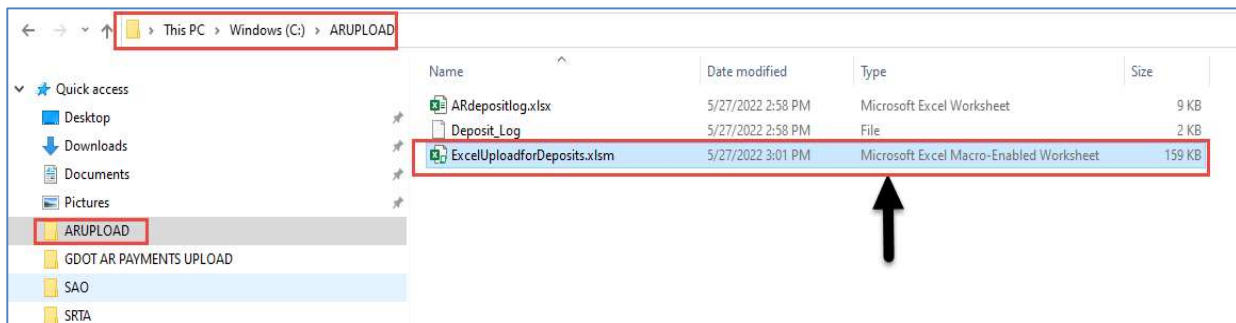 This PC > Windows (C:) > ARUPLOAD
Name Date modified Type Size
Quick access
Desktop
Downloads
Documents
Pictures
ARUPLOAD
GDOT AR PAYMENTS UPLOAD
SAO
SRTA
ARdepositlog.xlsx 5/27/2022 2:58 PM Microsoft Excel Worksheet 9 KB
Deposit_Log 5/27/2022 2:58 PM File 2 KB
ExcelUploadforDeposits.xlsm 5/27/2022 3:01 PM Microsoft Excel Macro-Enabled Worksheet 159 KB